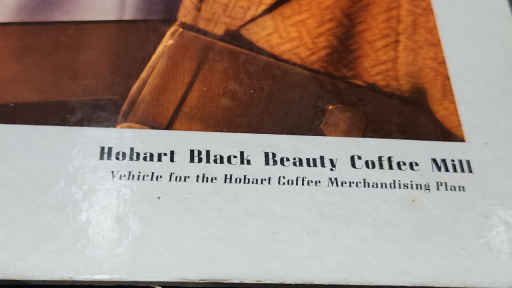 Hobart Black Beauty Coffee Mill
Vehicle for the Hobart Coffee Merchandising Plan